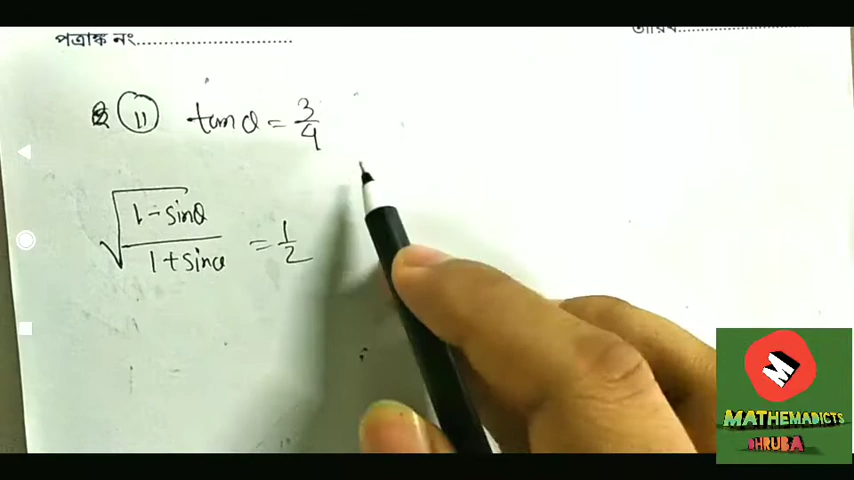 পত্রাঙ্ক নং..............................
তারিখ..............................
(11) tan θ = 3/4
√((1 - sinθ)/(1 + sinθ)) = 1/2
M
MATHEMADICTS
DHRUBA